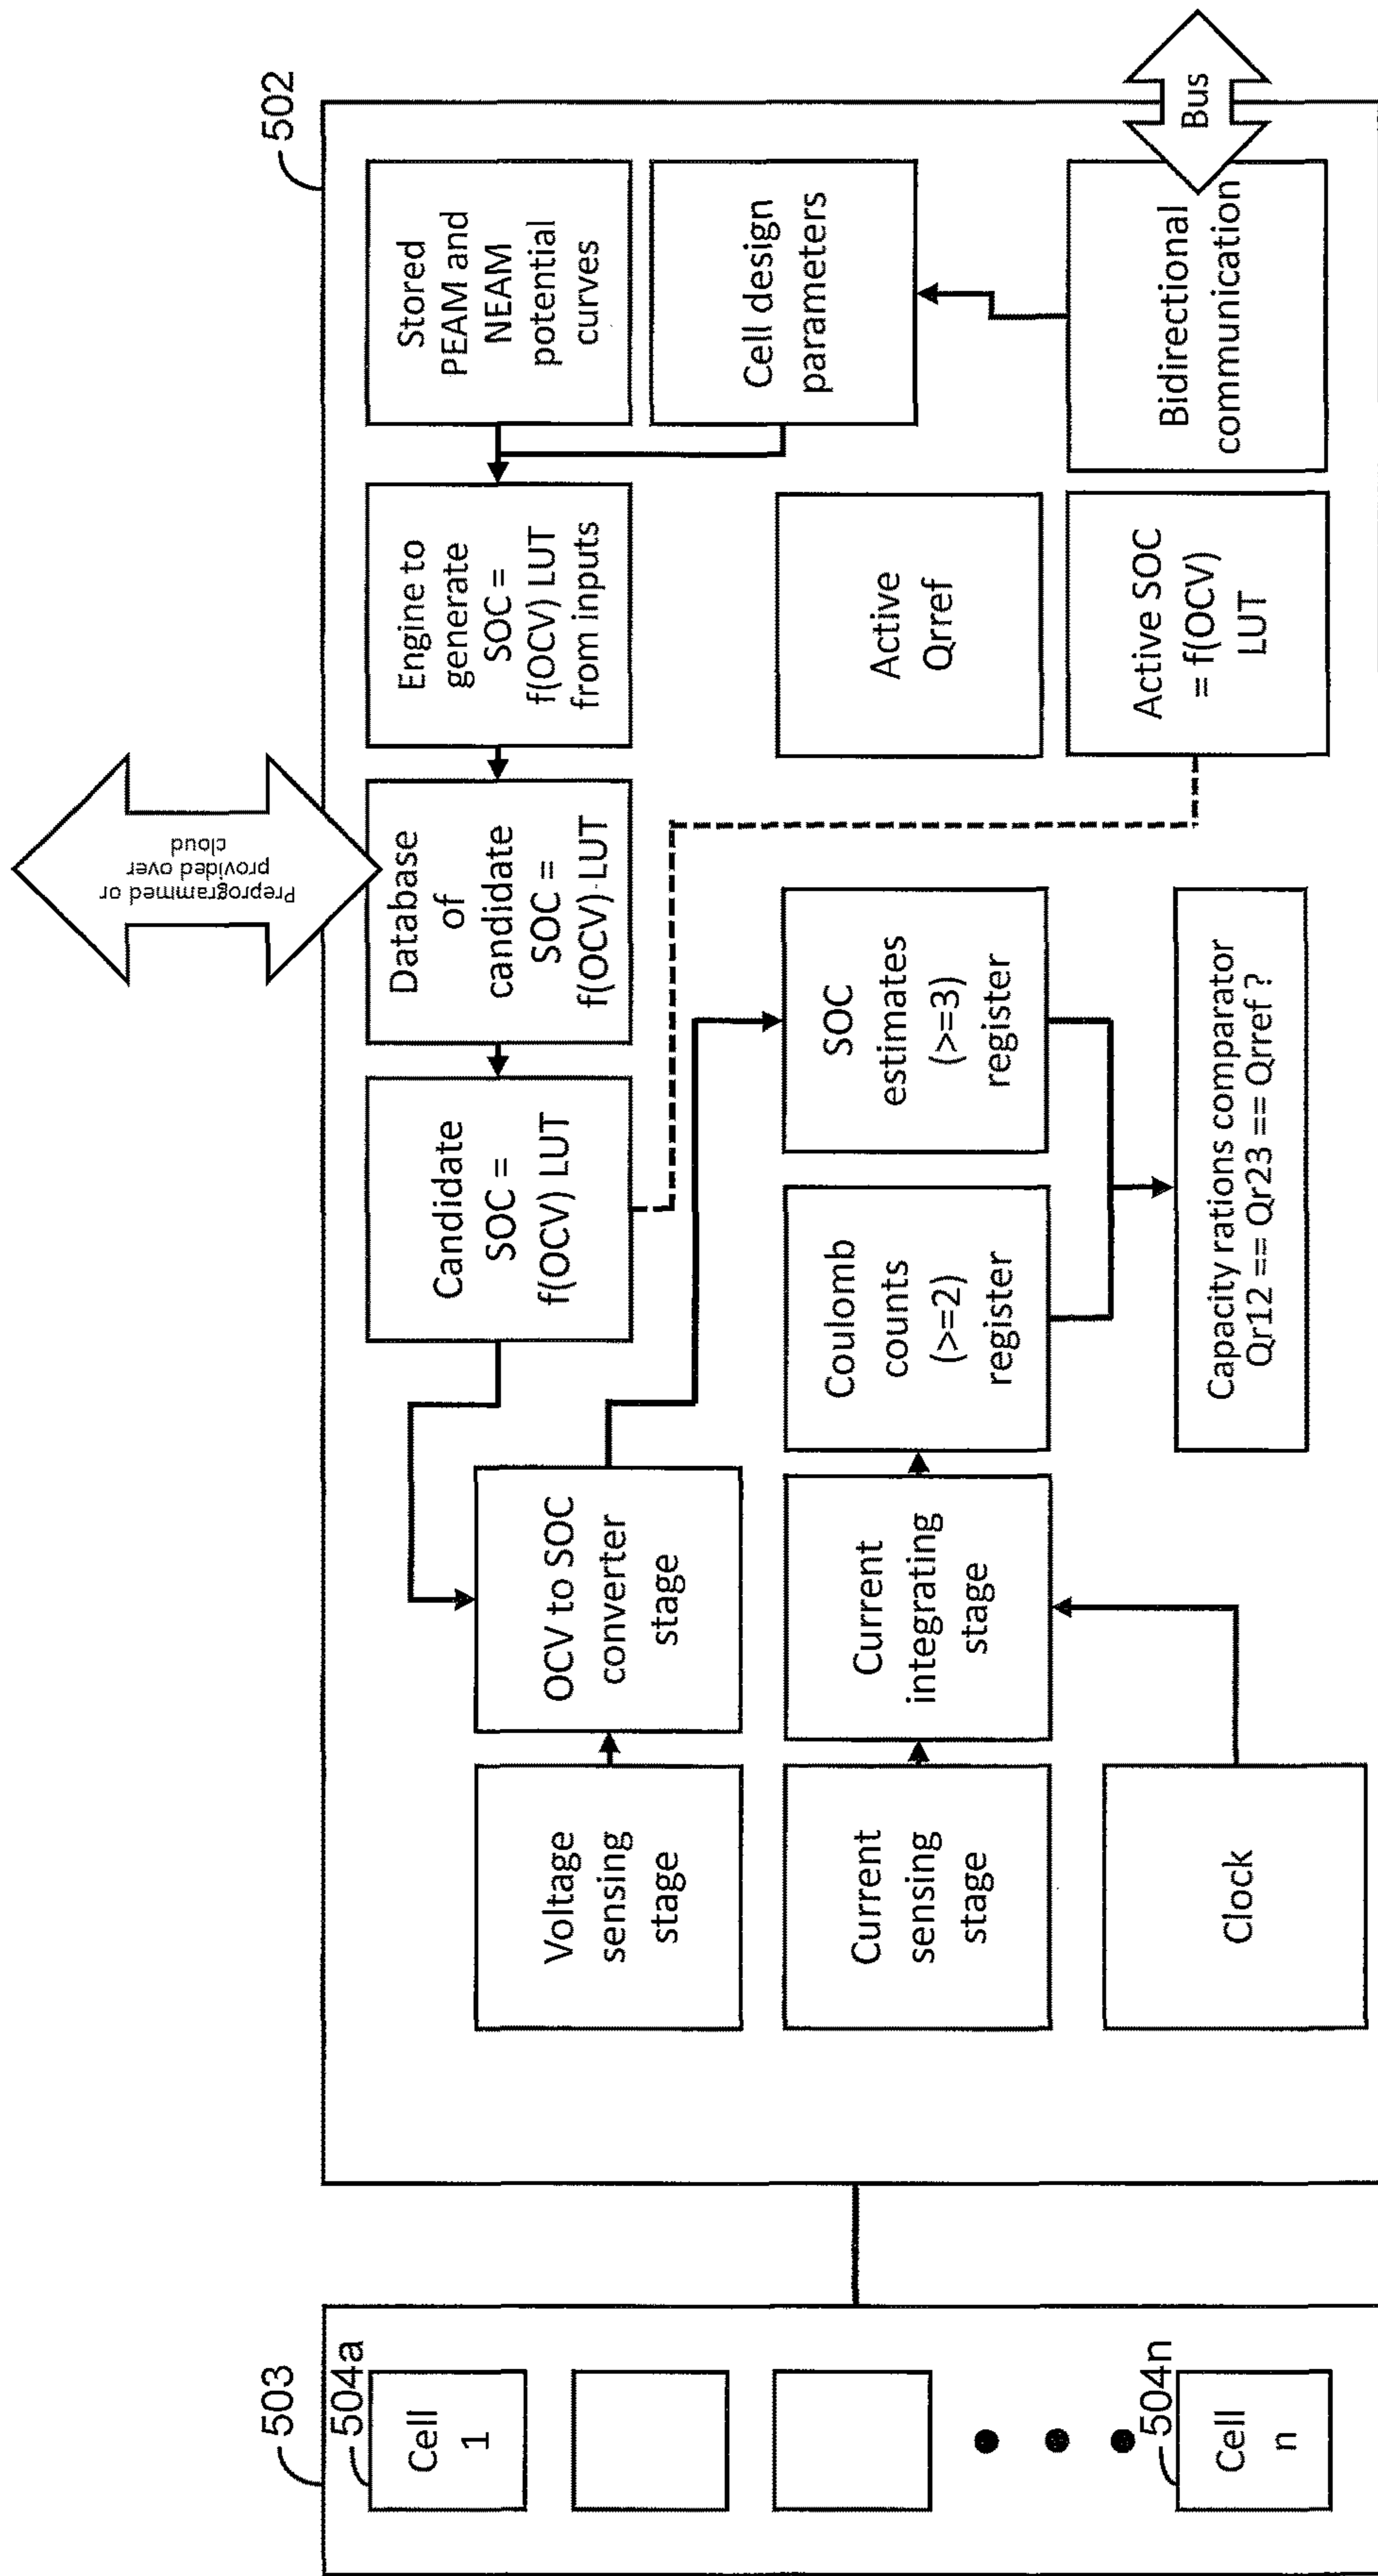 503
504a
Cell
1
504n
Cell
n
502
Preprogrammed or
provided over
cloud
Voltage
sensing
stage
OCV to SOC
converter
stage
Candidate
SOC =
f(OCV) LUT
Database
of
candidate
SOC =
f(OCV) LUT
Engine to
generate
SOC =
f(OCV) LUT
from inputs
Stored
PEAM and
NEAM
potential
curves
Cell design
parameters
Current
sensing
stage
Current
integrating
stage
Coulomb
counts
(>=2)
register
SOC
estimates
(>=3)
register
Active
Qrref
Clock
Capacity rations comparator
Qr12 == Qr23 == Qrref ?
Active SOC
= f(OCV)
LUT
Bidirectional
communication
Bus